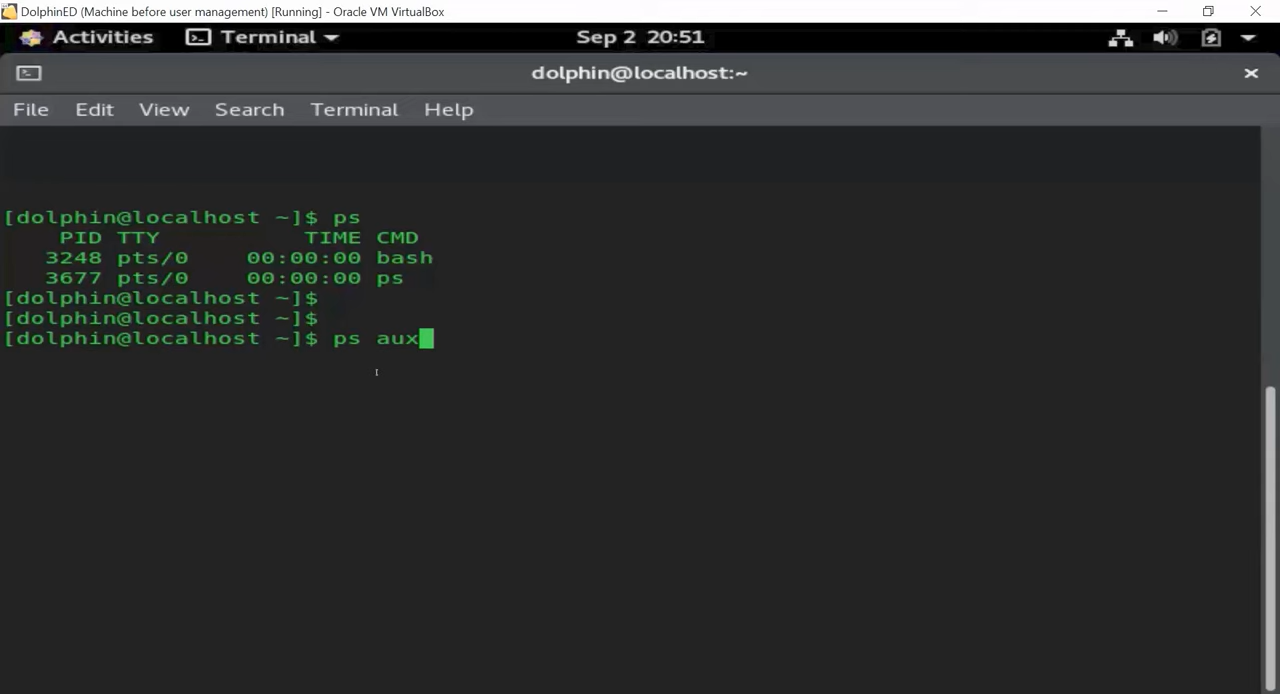 DolphinED (Machine before user management) [Running] - Oracle VM VirtualBox
Activities Terminal Sep 2 20:51
dolphin@localhost:~
File Edit View Search Terminal Help
[dolphin@localhost ~]$ ps
PID TTY TIME CMD
3248 pts/0 00:00:00 bash
3677 pts/0 00:00:00 ps
[dolphin@localhost ~]$
[dolphin@localhost ~]$
[dolphin@localhost ~]$ ps aux